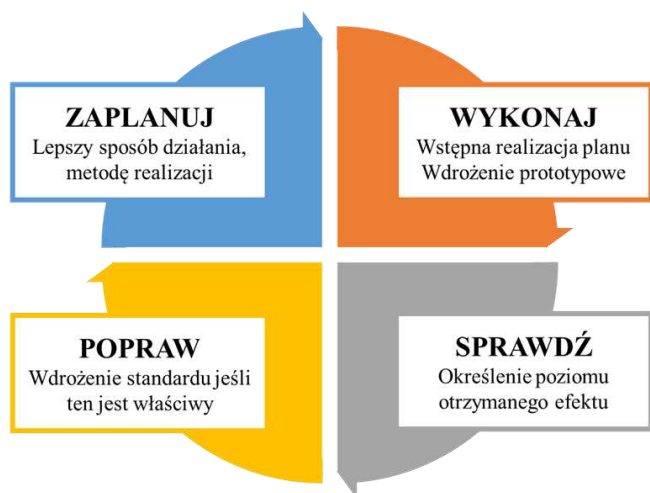 ZAPLANUJ
Lepszy sposób działania,
metodę realizacji
WYKONAJ
Wstępna realizacja planu
Wdrożenie prototypowe
POPRAW
Wdrożenie standardu jeśli
ten jest właściwy
SPRAWDŹ
Określenie poziomu
otrzymanego efektu